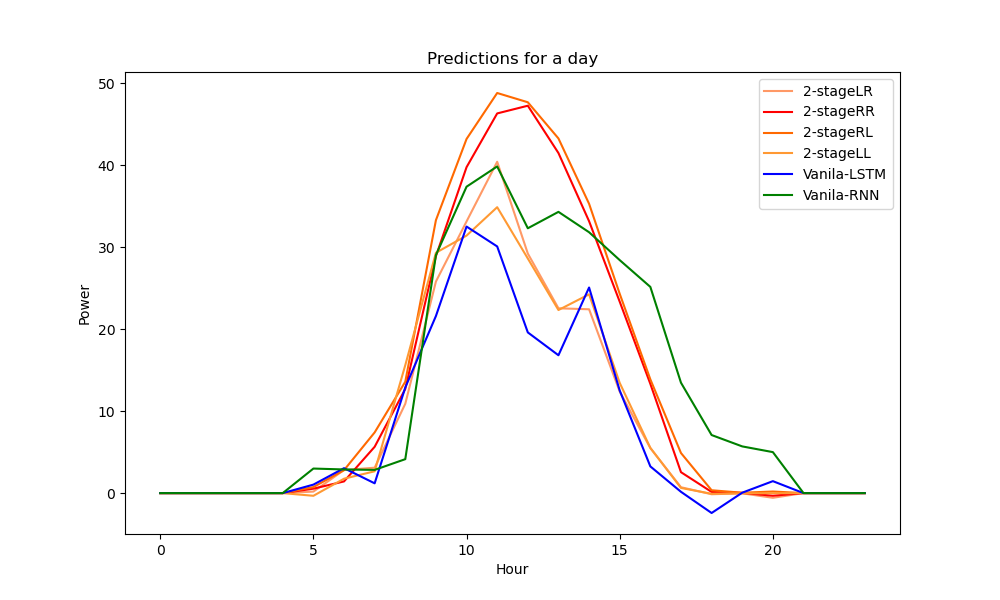 Predictions for a day
50
40
30
20
10
0
Power
0 5 10 15 20
Hour
2-stageLR
2-stageRR
2-stageRL
2-stageLL
Vanila-LSTM
Vanila-RNN